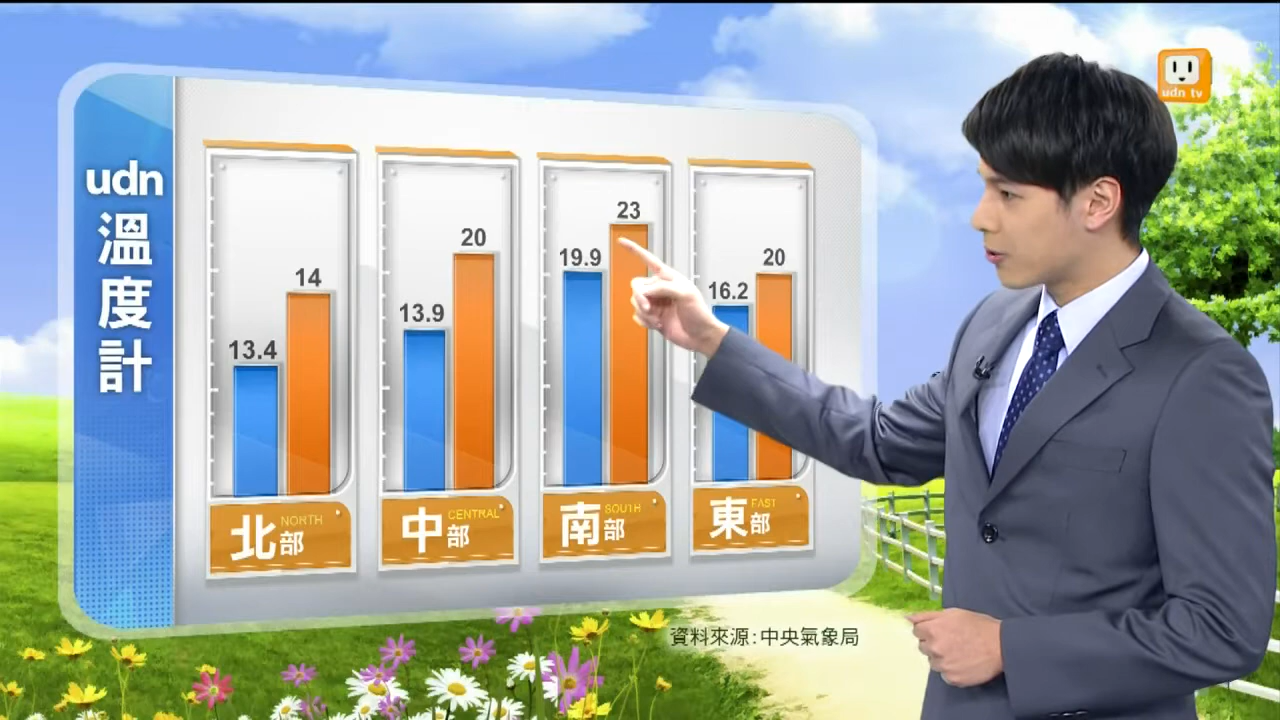 udn tv
udn
溫度計
13.4
14
13.9
20
19.9
23
16.2
20
北部 NORTH
中部 CENTRAL
南部 SOUTH
東部 EAST
資料來源:中央氣象局